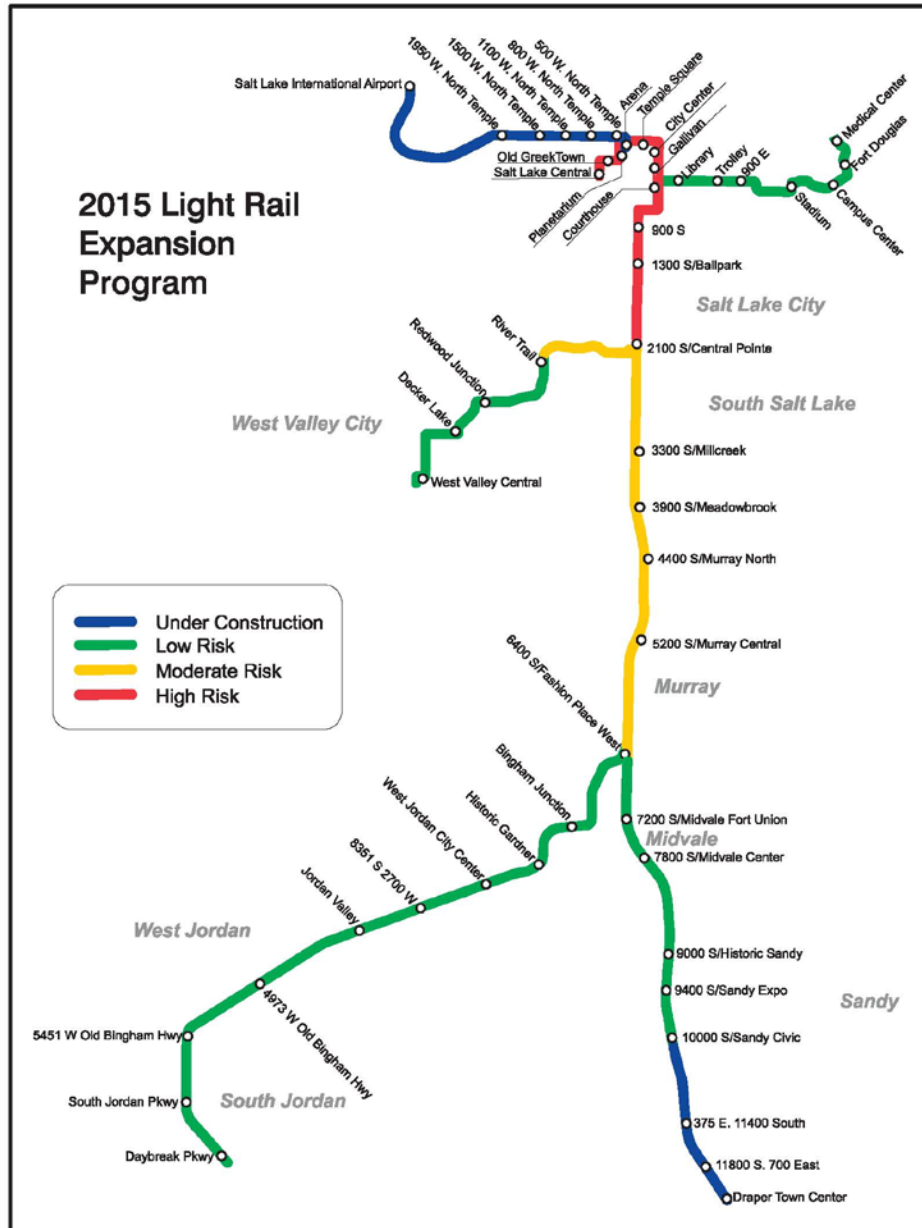 Salt Lake International Airport
1950 W. North Temple
1500 W. North Temple
1100 W. North Temple
800 W. North Temple
500 W. North Temple
Arena
Temple Square
City Center
Gallivan
Medical Center
Fort Douglas
Old GreekTown
Salt Lake Central
Planetarium
Courthouse
Library
Trolley
900 E
Stadium
Campus Center
2015 Light Rail
Expansion
Program
900 S
1300 S/Ballpark
Salt Lake City
2100 S/Central Pointe
River Trail
Redwood Junction
Decker Lake
West Valley City
West Valley Central
South Salt Lake
3300 S/Millcreek
3900 S/Meadowbrook
4400 S/Murray North
5200 S/Murray Central
Under Construction
Low Risk
Moderate Risk
High Risk
Murray
6400 S/Fashion Place West
Bingham Junction
Historic Gardner
West Jordan City Center
8351 S 2700 W
Jordan Valley
7200 S/Midvale Fort Union
Midvale
7800 S/Midvale Center
West Jordan
9000 S/Historic Sandy
9400 S/Sandy Expo
Sandy
4973 W Old Bingham Hwy
5451 W Old Bingham Hwy
10000 S/Sandy Civic
South Jordan Pkwy
South Jordan
375 E. 11400 South
Daybreak Pkwy
11800 S. 700 East
Draper Town Center